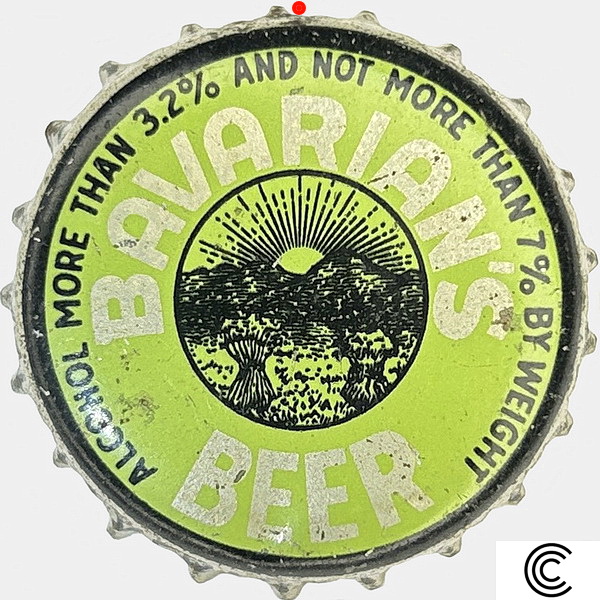 ALCOHOL MORE THAN 3.2% AND NOT MORE THAN 7% BY WEIGHT
BAVARIAN'S
BEER